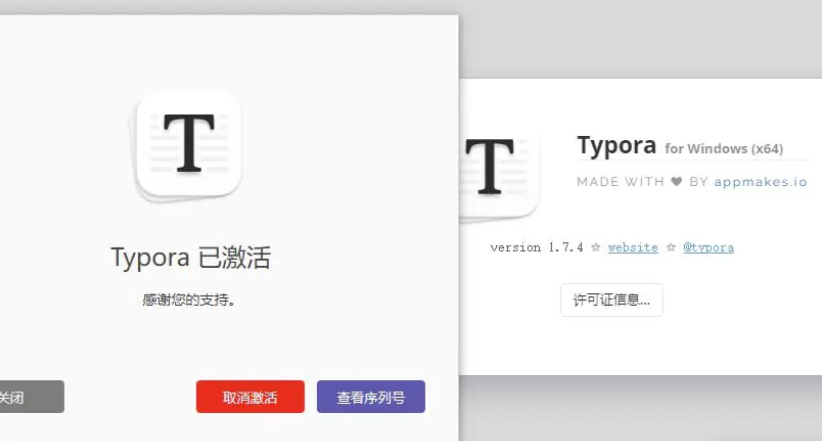 T
Typora 已激活
感谢您的支持。
关闭
取消激活
查看序列号
T
Typora for Windows (x64)
MADE WITH ❤ BY appmakes.io
version 1.7.4 ☆ website ☆ @typora
许可证信息...